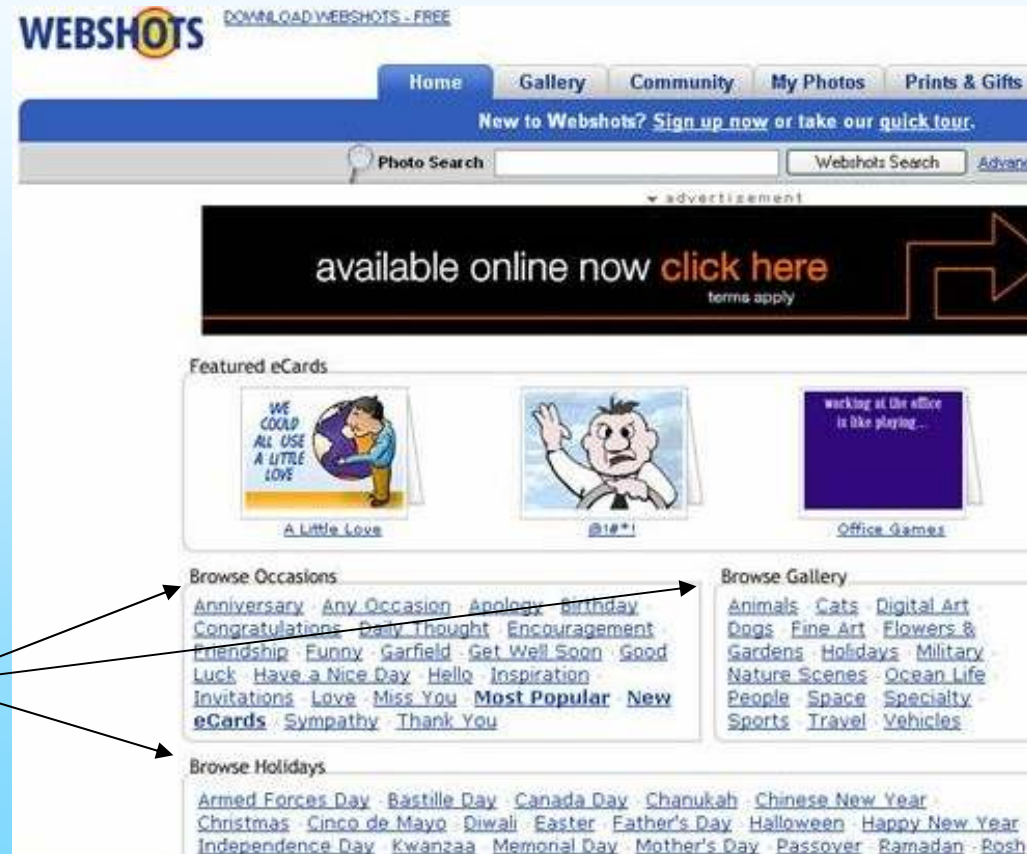 WEBSHOTS
DOWNLOAD WEBSHOTS - FREE
Home Gallery Community My Photos Prints & Gifts
New to Webshots? Sign up now or take our quick tour.
Photo Search Webshots Search Advanc
advertisement
available online now click here
terms apply
Featured eCards
WE
COULD
ALL USE
A LITTLE
LOVE
working at the office
is like playing...
A Little Love @!#*! Office Games
Browse Occasions
Anniversary · Any Occasion · Apology · Birthday ·
Congratulations · Daily Thought · Encouragement ·
Friendship · Funny · Garfield · Get Well Soon · Good
Luck · Have a Nice Day · Hello · Inspiration ·
Invitations · Love · Miss You · Most Popular · New
eCards · Sympathy · Thank You
Browse Gallery
Animals · Cats · Digital Art ·
Dogs · Fine Art · Flowers &
Gardens · Holidays · Military ·
Nature Scenes · Ocean Life ·
People · Space · Specialty ·
Sports · Travel · Vehicles
Browse Holidays
Armed Forces Day · Bastille Day · Canada Day · Chanukah · Chinese New Year ·
Christmas · Cinco de Mayo · Diwali · Easter · Father's Day · Halloween · Happy New Year
Independence Day · Kwanzaa · Memorial Day · Mother's Day · Passover · Ramadan · Rosh